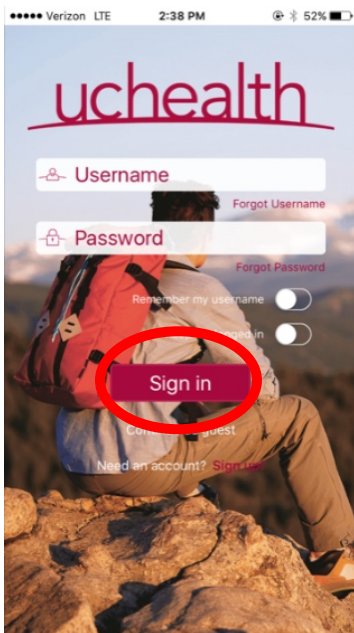 Verizon LTE 2:38 PM 52%
uchealth
Username
Forgot Username
Password
Forgot Password
Remember my username
in
Sign in
guest
Need an account? Sign up